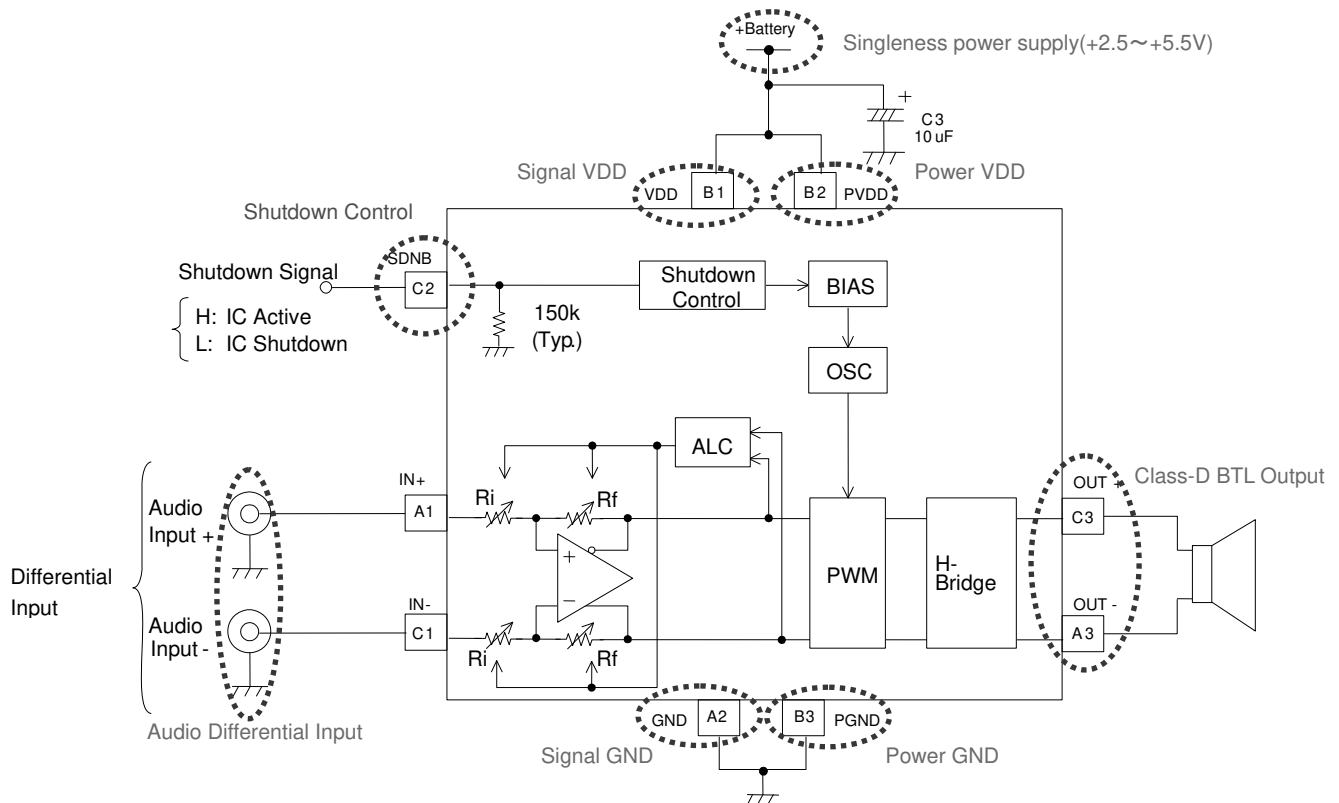 +Battery
Singleness power supply(+2.5～+5.5V)
+
C3
10 uF
Signal VDD
VDD
B1
B2
PVDD
Power VDD
Shutdown Control
SDNB
C2
Shutdown Signal
H: IC Active
L: IC Shutdown
150k
(Typ.)
Shutdown
Control
BIAS
OSC
ALC
Differential
Input
Audio
Input +
IN+
A1
Ri
Rf
+
−
PWM
H-
Bridge
OUT +
Class-D BTL Output
C3
Audio
Input -
IN-
C1
Ri
Rf
OUT -
A3
Audio Differential Input
GND
A2
B3
PGND
Signal GND
Power GND